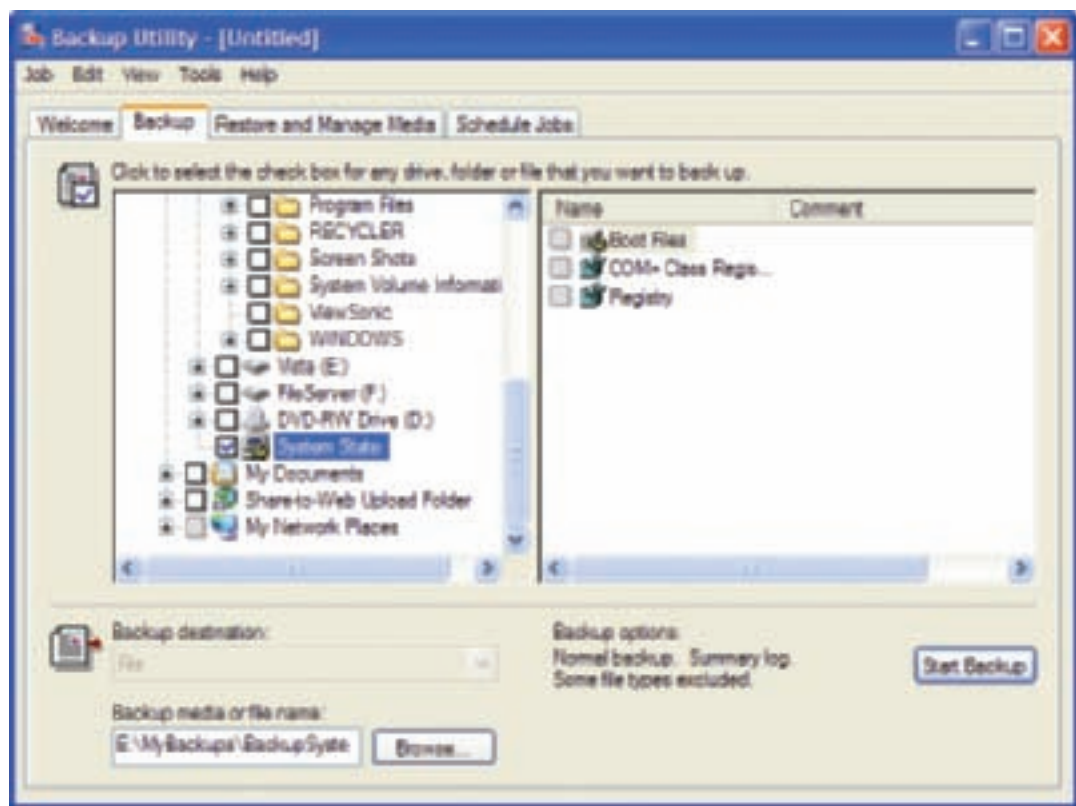 Backup Utility - [Untitled]
Job Edit View Tools Help
Welcome Backup Restore and Manage Media Schedule Jobs
Click to select the check box for any drive, folder or file that you want to back up.
Program Files
RECYCLER
Screen Shots
System Volume Informati
ViewSonic
WINDOWS
Vista (E:)
FileServer (F:)
DVD-RW Drive (D:)
System State
My Documents
Share-to-Web Upload Folder
My Network Places
Name Comment
Boot Files
COM+ Class Regis...
Registry
Backup destination:
File
Backup media or file name:
E:\MyBackups\BackupSyste
Browse...
Backup options:
Normal backup. Summary log.
Some file types excluded.
Start Backup